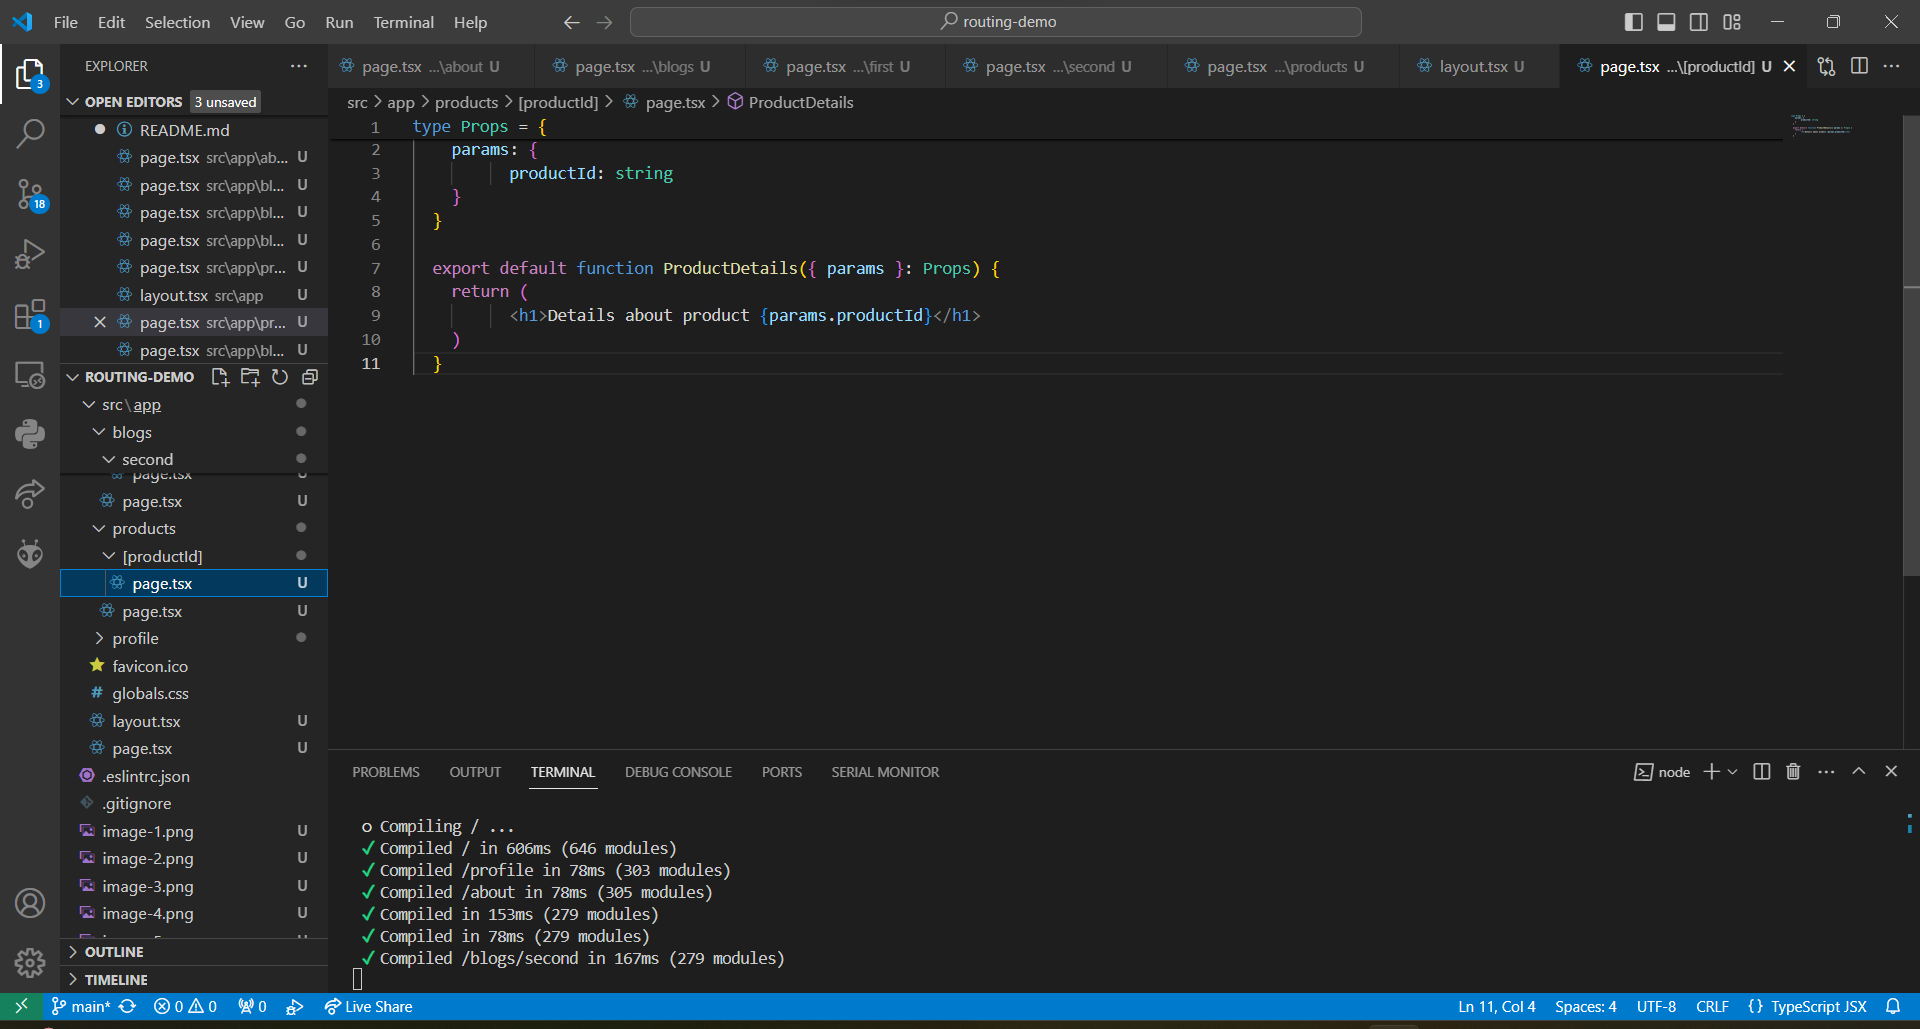 File Edit Selection View Go Run Terminal Help
routing-demo
EXPLORER
OPEN EDITORS 3 unsaved
README.md
page.tsx src\app\ab... U
page.tsx src\app\bl... U
page.tsx src\app\bl... U
page.tsx src\app\bl... U
page.tsx src\app\pr... U
layout.tsx src\app U
page.tsx src\app\pr... U
page.tsx src\app\bl... U
ROUTING-DEMO
src\app
blogs
second
page.tsx U
page.tsx U
products
[productId]
page.tsx U
page.tsx U
profile
favicon.ico
globals.css
layout.tsx U
page.tsx U
.eslintrc.json
.gitignore
image-1.png U
image-2.png U
image-3.png U
image-4.png U
OUTLINE
TIMELINE
3
18
1
page.tsx ...\about U
page.tsx ...\blogs U
page.tsx ...\first U
page.tsx ...\second U
page.tsx ...\products U
layout.tsx U
page.tsx ...\[productId] U
src > app > products > [productId] > page.tsx > ProductDetails
1 type Props = {
2 params: {
3 productId: string
4 }
5 }
6
7 export default function ProductDetails({ params }: Props) {
8 return (
9 <h1>Details about product {params.productId}</h1>
10 )
11 }
PROBLEMS OUTPUT TERMINAL DEBUG CONSOLE PORTS SERIAL MONITOR
node
○ Compiling / ...
✓ Compiled / in 606ms (646 modules)
✓ Compiled /profile in 78ms (303 modules)
✓ Compiled /about in 78ms (305 modules)
✓ Compiled in 153ms (279 modules)
✓ Compiled in 78ms (279 modules)
✓ Compiled /blogs/second in 167ms (279 modules)
main* 0 0 0 Live Share
Ln 11, Col 4 Spaces: 4 UTF-8 CRLF {} TypeScript JSX